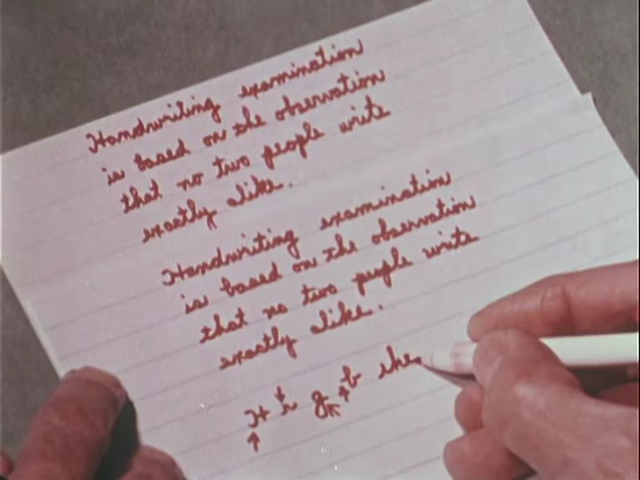 Handwriting examination
is based on the observation
that no two people write
exactly alike.
Handwriting examination
is based on the observation
that no two people write
exactly alike.
H t g b the